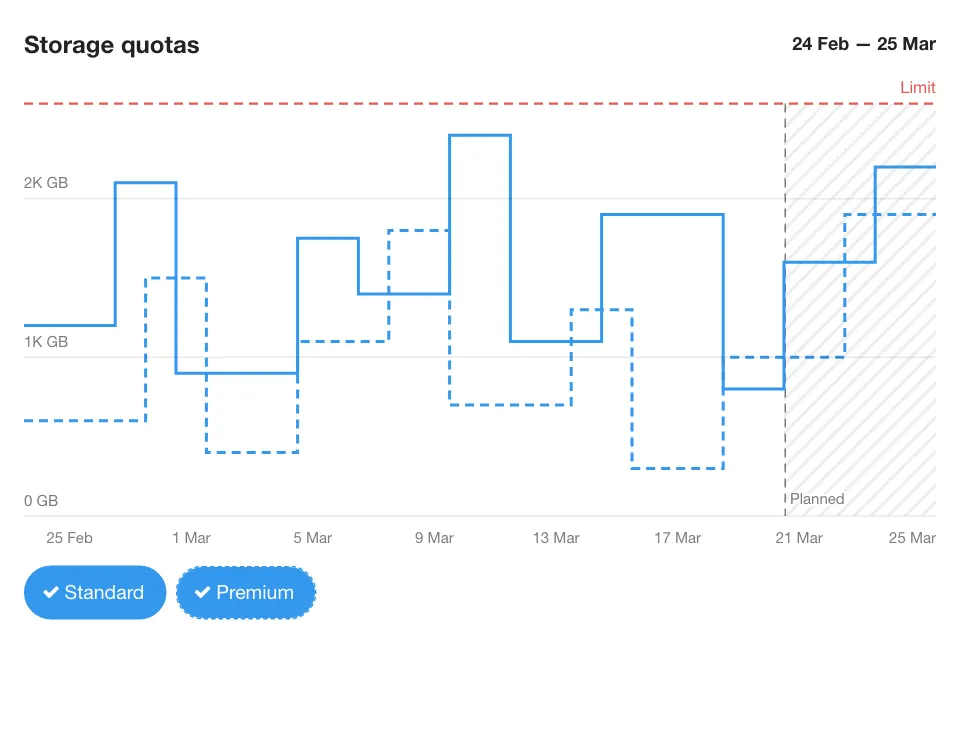 Storage quotas
24 Feb — 25 Mar
Limit
2K GB
1K GB
0 GB
Planned
25 Feb
1 Mar
5 Mar
9 Mar
13 Mar
17 Mar
21 Mar
25 Mar
Standard
Premium